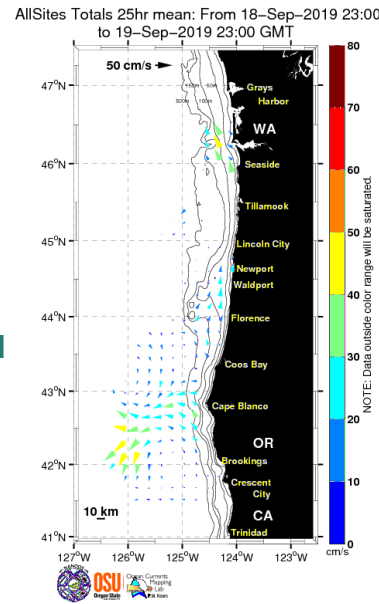 AllSites Totals 25hr mean: From 18-Sep-2019 23:00
to 19-Sep-2019 23:00 GMT
50 cm/s
47°N
46°N
45°N
44°N
43°N
42°N
41°N
127°W
126°W
125°W
124°W
123°W
Grays
Harbor
WA
Seaside
Tillamook
Lincoln City
Newport
Waldport
Florence
Coos Bay
Cape Blanco
OR
Brookings
Crescent
City
CA
Trinidad
10 km
80
70
60
50
40
30
20
10
0
cm/s
NOTE: Data outside color range will be saturated.
OSU
Oregon State
Ocean Currents
Mapping
Lab